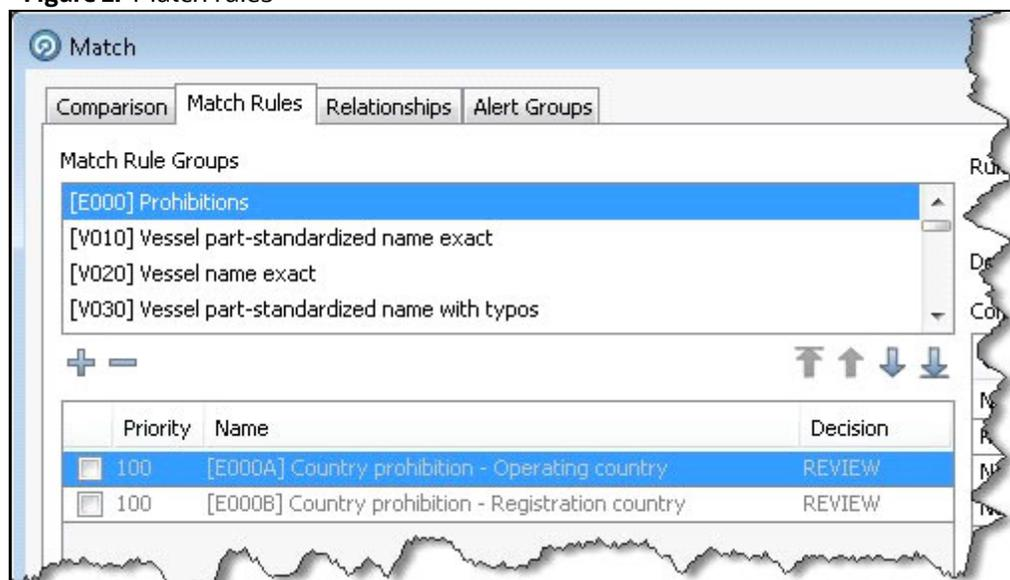 Figure 2: Match rules
Match
Comparison Match Rules Relationships Alert Groups
Match Rule Groups
[E000] Prohibitions
[V010] Vessel part-standardized name exact
[V020] Vessel name exact
[V030] Vessel part-standardized name with typos
Priority Name Decision
100 [E000A] Country prohibition - Operating country REVIEW
100 [E000B] Country prohibition - Registration country REVIEW